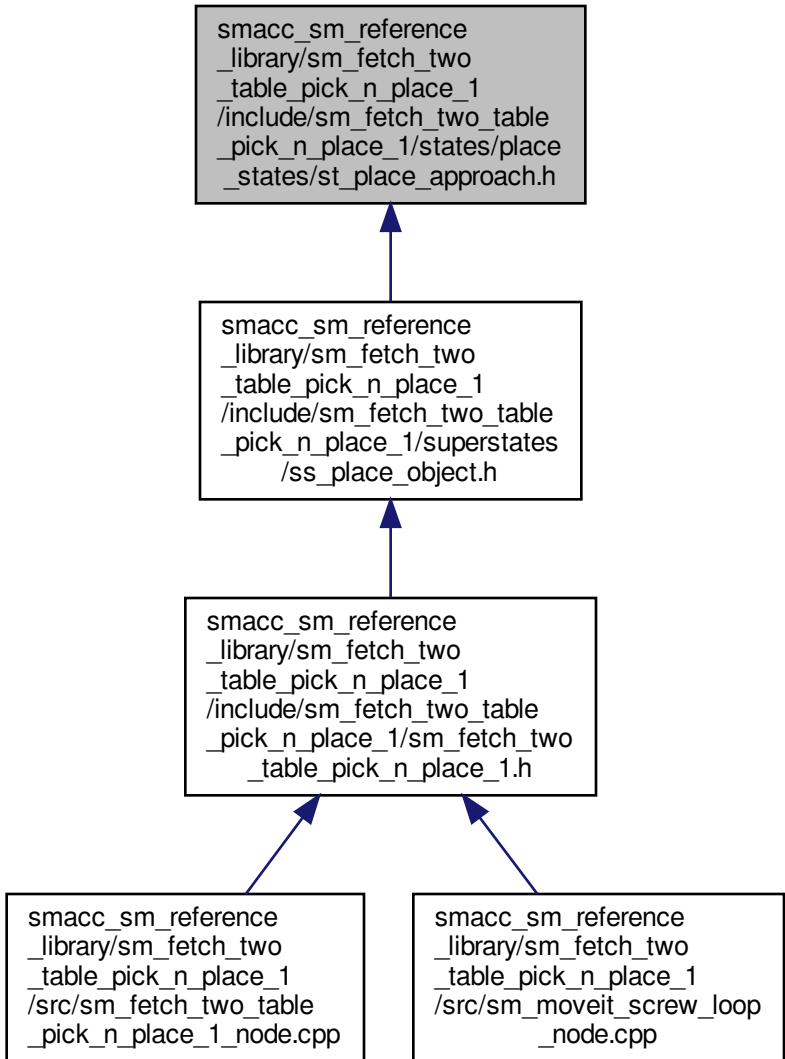 smacc_sm_reference
_library/sm_fetch_two
_table_pick_n_place_1
/include/sm_fetch_two_table
_pick_n_place_1/states/place
_states/st_place_approach.h
smacc_sm_reference
_library/sm_fetch_two
_table_pick_n_place_1
/include/sm_fetch_two_table
_pick_n_place_1/superstates
/ss_place_object.h
smacc_sm_reference
_library/sm_fetch_two
_table_pick_n_place_1
/include/sm_fetch_two_table
_pick_n_place_1/sm_fetch_two
_table_pick_n_place_1.h
smacc_sm_reference
_library/sm_fetch_two
_table_pick_n_place_1
/src/sm_fetch_two_table
_pick_n_place_1_node.cpp
smacc_sm_reference
_library/sm_fetch_two
_table_pick_n_place_1
/src/sm_moveit_screw_loop
_node.cpp